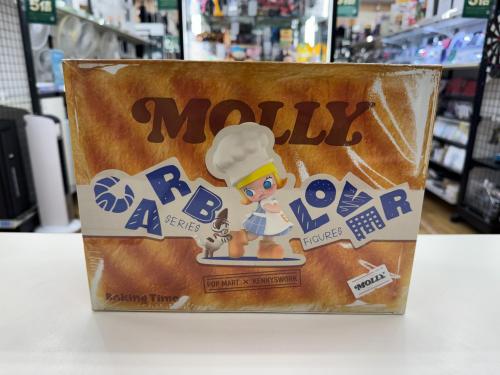 MOLLY
CARB LOVER
SERIES FIGURES
POP MART × KENNYSWORK
MOLLY
Baking Time